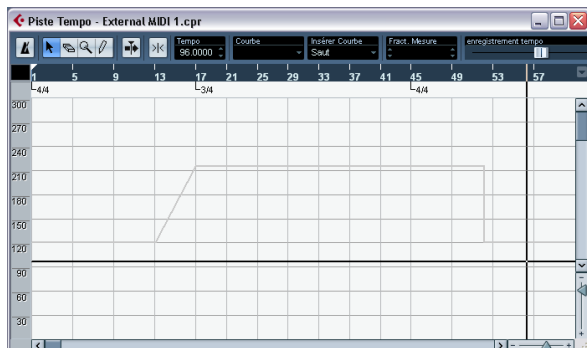 Piste Tempo - External MIDI 1.cpr
Tempo
96.0000
Courbe
Insérer Courbe
Saut
Fract. Mesure
enregistrement tempo
1 5 9 13 17 21 25 29 33 37 41 45 49 53 57
4/4 3/4 4/4
300
270
240
210
180
150
120
90
60
30